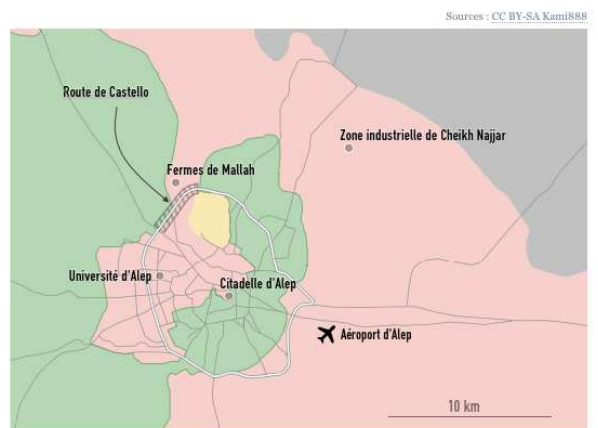 Sources : CC BY-SA Kami888
Route de Castello
Zone industrielle de Cheikh Najjar
Fermes de Mallah
Université d'Alep
Citadelle d'Alep
Aéroport d'Alep
10 km